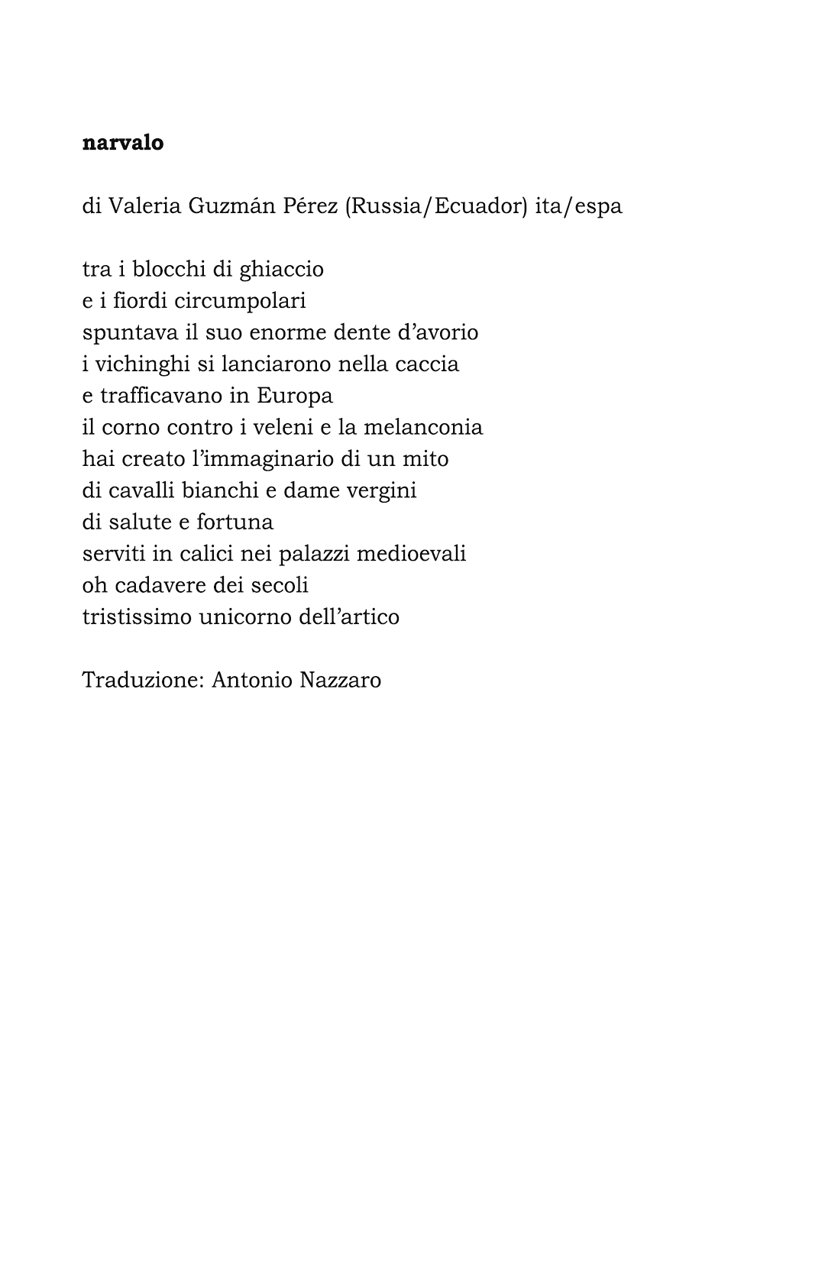 narvalo
di Valeria Guzmán Pérez (Russia/Ecuador) ita/espa
tra i blocchi di ghiaccio
e i fiordi circumpolari
spuntava il suo enorme dente d’avorio
i vichinghi si lanciarono nella caccia
e trafficavano in Europa
il corno contro i veleni e la melanconia
hai creato l’immaginario di un mito
di cavalli bianchi e dame vergini
di salute e fortuna
serviti in calici nei palazzi medioevali
oh cadavere dei secoli
tristissimo unicorno dell’artico
Traduzione: Antonio Nazzaro